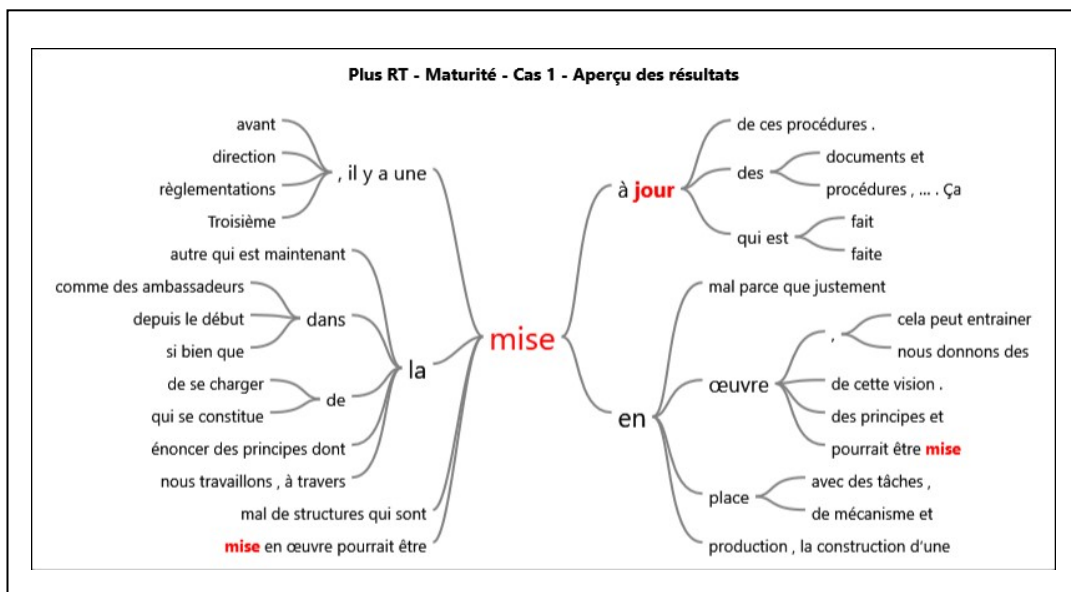 Plus RT - Maturité - Cas 1 - Aperçu des résultats
avant
direction
règlementations
Troisième
, il y a une
autre qui est maintenant
comme des ambassadeurs
depuis le début
si bien que
dans
de se charger
qui se constitue
de
énoncer des principes dont
nous travaillons , à travers
la
mal de structures qui sont
mise en œuvre pourrait être
mise
à jour
de ces procédures .
des
documents et
procédures , ... . Ça
qui est
fait
faite
en
mal parce que justement
œuvre
,
cela peut entrainer
nous donnons des
de cette vision .
des principes et
pourrait être mise
place
avec des tâches ,
de mécanisme et
production , la construction d'une